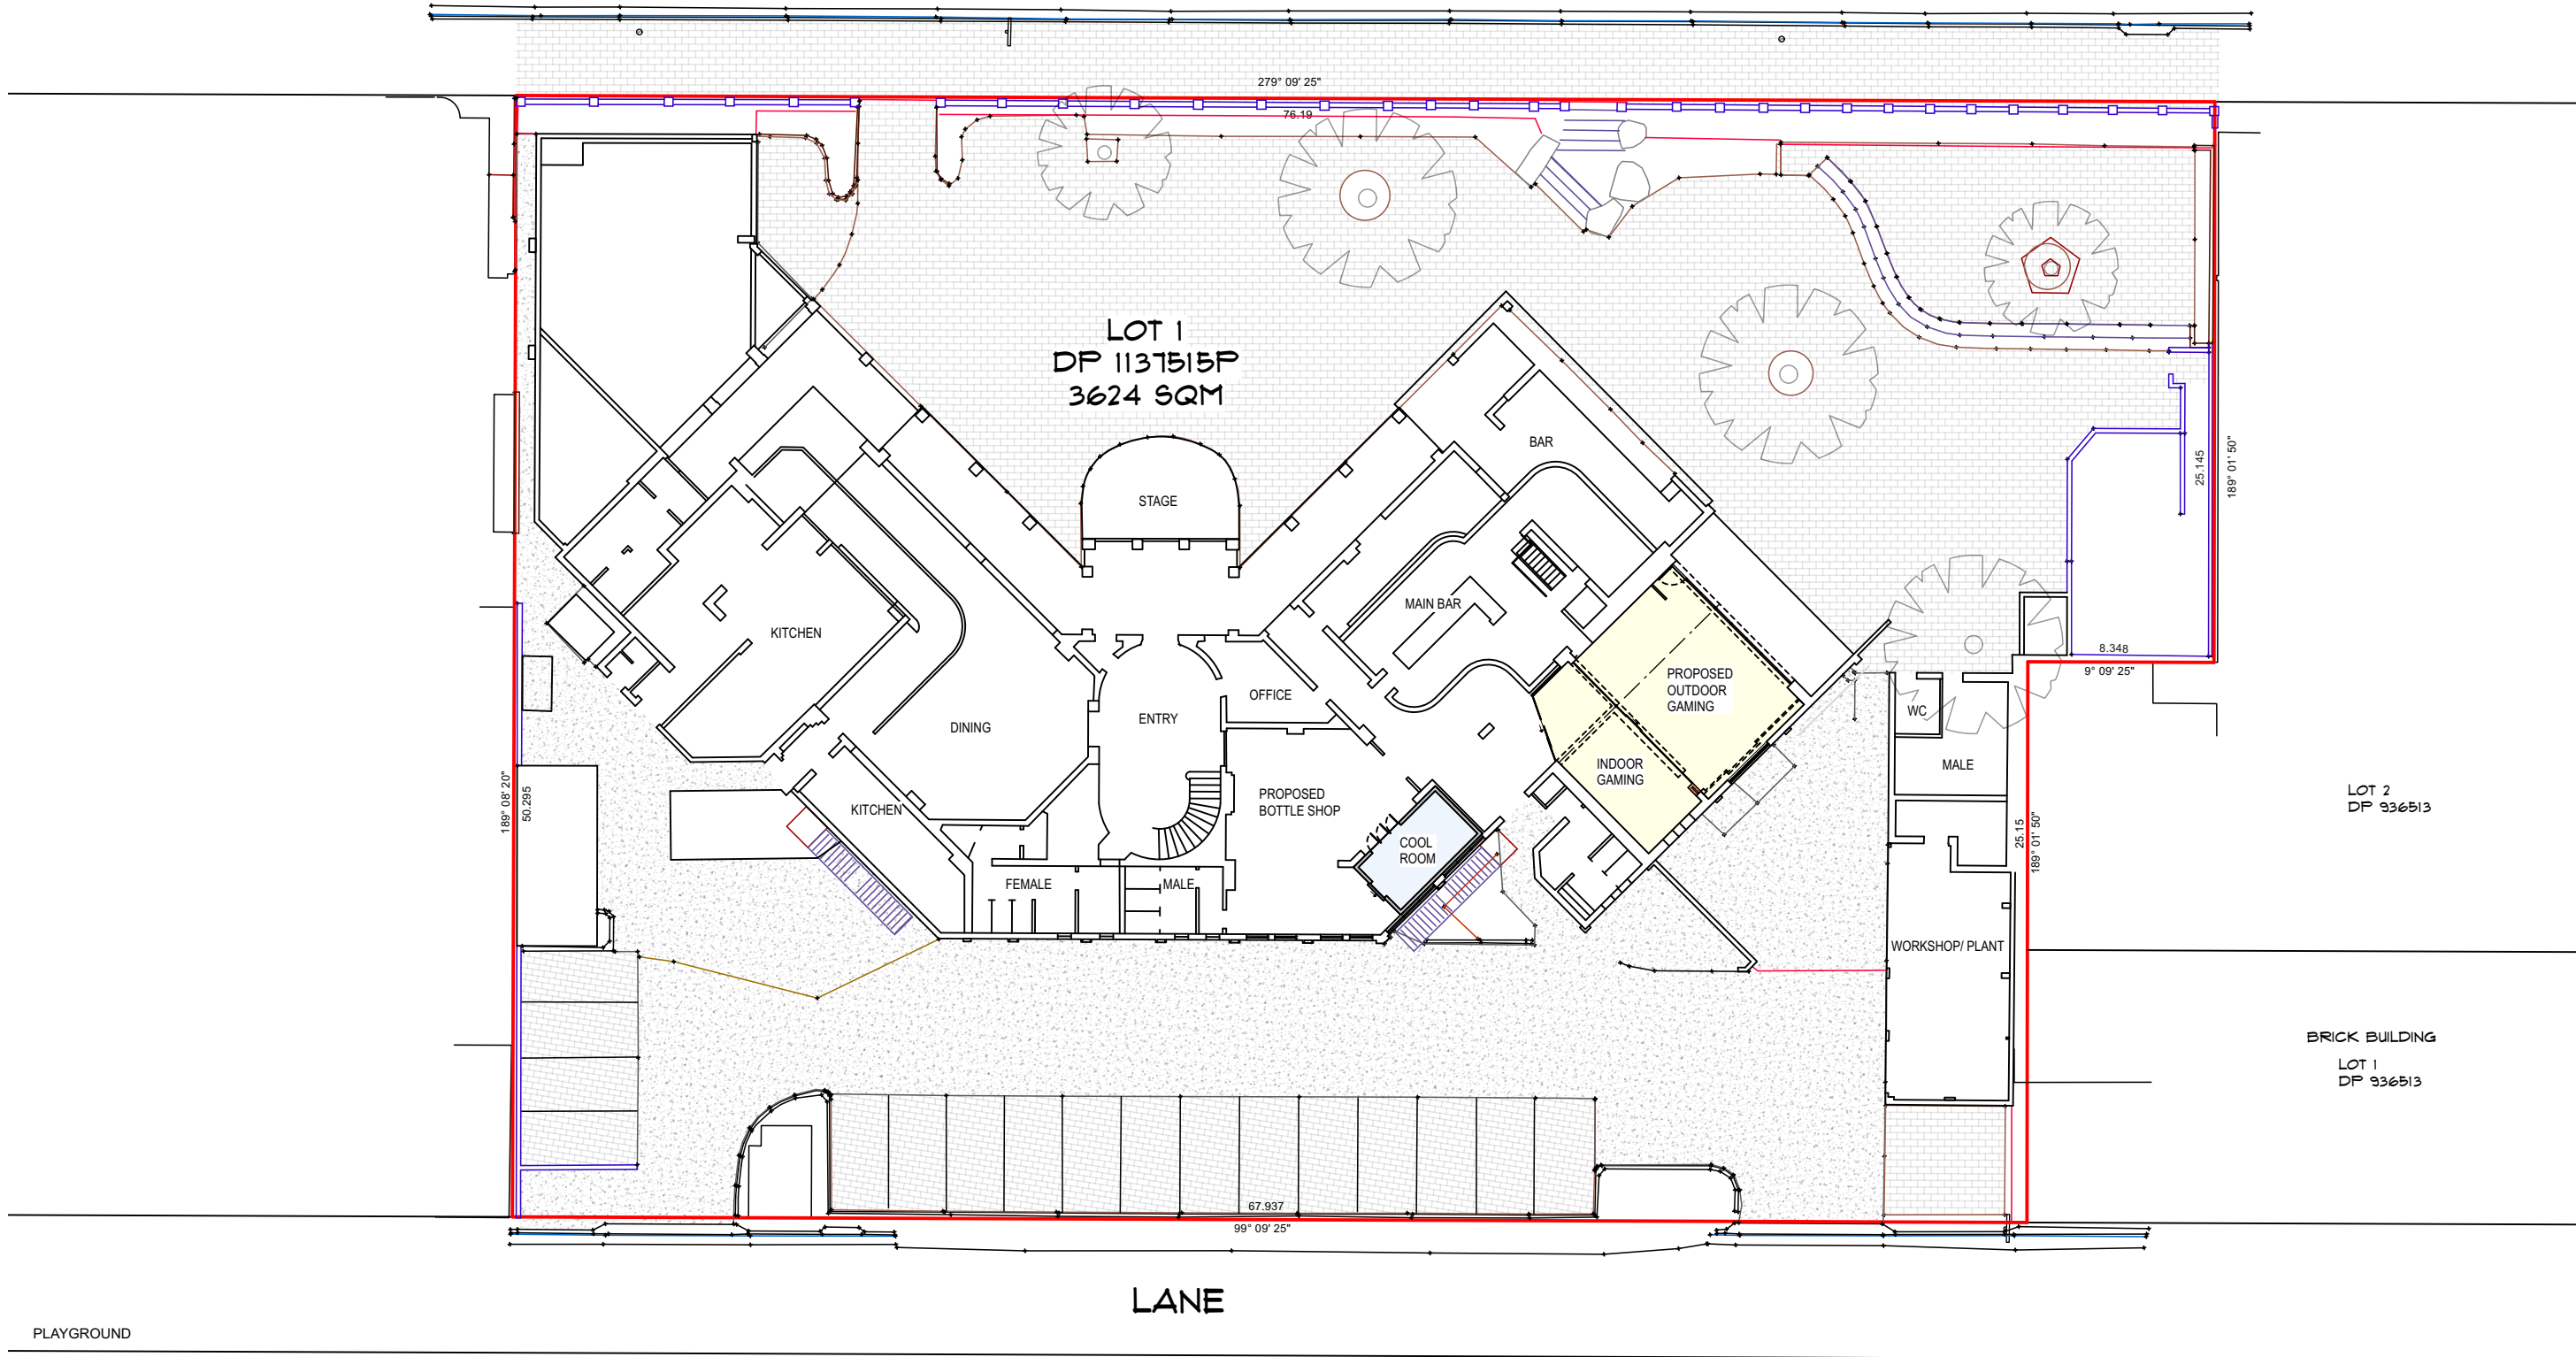 279° 09' 25"
76.19
LOT 1
DP 1137515P
3624 SQM
BAR
25.145
189° 01' 50"
STAGE
MAIN BAR
KITCHEN
8.348
9° 09' 25"
PROPOSED
OUTDOOR
GAMING
OFFICE
WC
ENTRY
DINING
INDOOR
GAMING
MALE
189° 08' 20"
50.295
PROPOSED
BOTTLE SHOP
KITCHEN
LOT 2
DP 936513
25.15
189° 01' 50"
COOL
ROOM
FEMALE
MALE
WORKSHOP/ PLANT
BRICK BUILDING
LOT 1
DP 936513
67.937
99° 09' 25"
LANE
PLAYGROUND